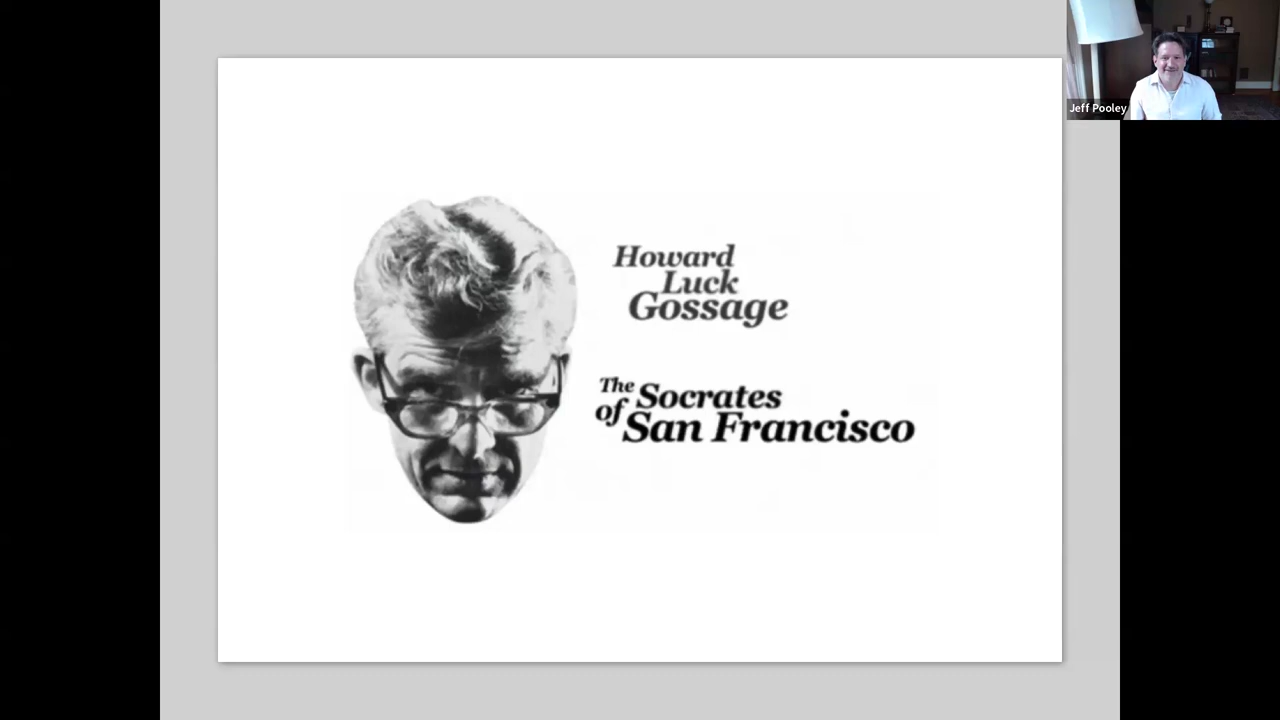 Howard
Luck
Gossage
The Socrates
of San Francisco
Jeff Pooley